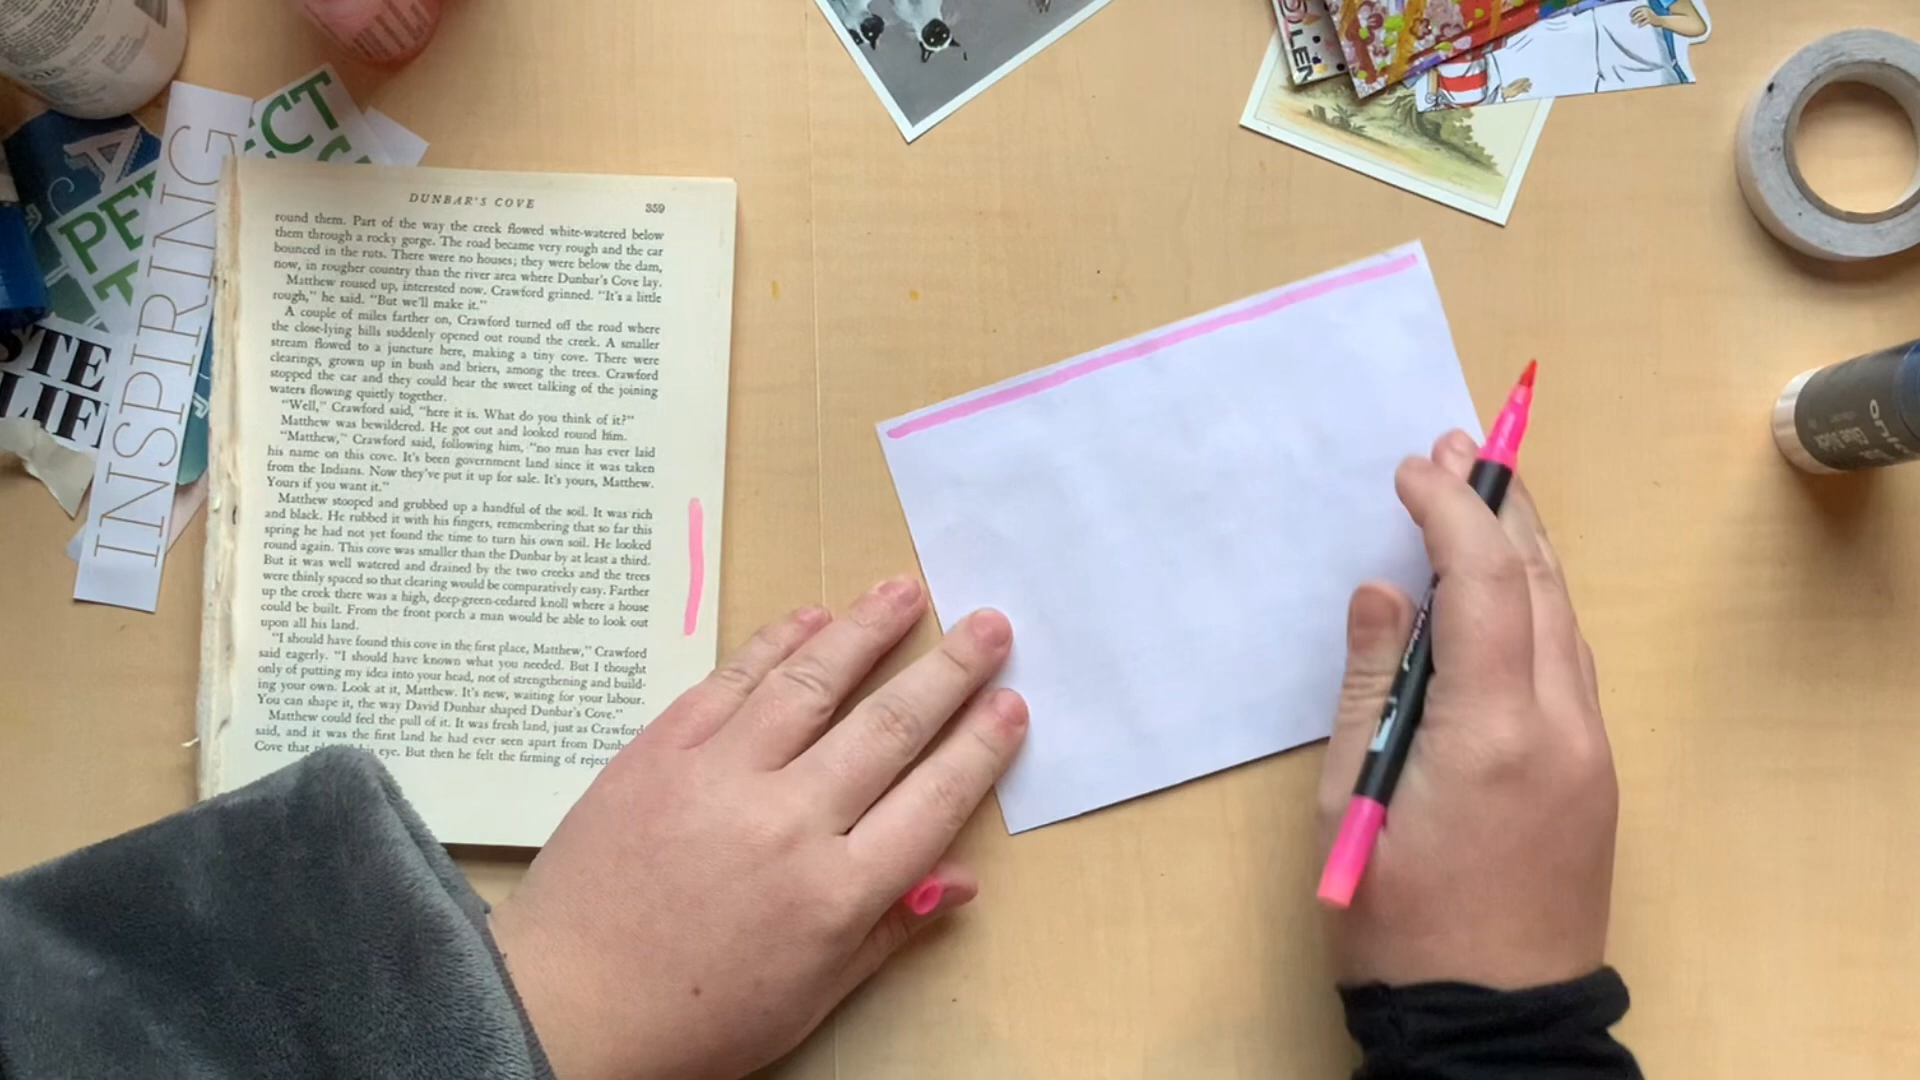 DUNBAR'S COVE 359
round them. Part of the way the creek flowed white-watered below
them through a rocky gorge. The road became very rough and the car
bounced in the ruts. There were no houses; they were below the dam,
now, in rougher country than the river area where Dunbar's Cove lay.
Matthew roused up, interested now. Crawford grinned. "It's a little
rough," he said. "But we'll make it."
A couple of miles farther on, Crawford turned off the road where
the close-lying hills suddenly opened out round the creek. A smaller
stream flowed to a juncture here, making a tiny cove. There were
clearings, grown up in bush and briers, among the trees. Crawford
stopped the car and they could hear the sweet talking of the joining
waters flowing quietly together.
"Well," Crawford said, "here it is. What do you think of it?"
Matthew was bewildered. He got out and looked round him.
"Matthew," Crawford said, following him, "no man has ever laid
his name on this cove. It's been government land since it was taken
from the Indians. Now they've put it up for sale. It's yours, Matthew.
Yours if you want it."
Matthew stooped and grubbed up a handful of the soil. It was rich
and black. He rubbed it with his fingers, remembering that so far this
spring he had not yet found the time to turn his own soil. He looked
round again. This cove was smaller than the Dunbar by at least a third.
But it was well watered and drained by the two creeks and the trees
were thinly spaced so that clearing would be comparatively easy. Farther
up the creek there was a high, deep-green-cedared knoll where a house
could be built. From the front porch a man would be able to look out
upon all his land.
"I should have found this cove in the first place, Matthew," Crawford
said eagerly. "I should have known what you needed. But I thought
only of putting my idea into your head, not of strengthening and build-
ing your own. Look at it, Matthew. It's new, waiting for your labour.
You can shape it, the way David Dunbar shaped Dunbar's Cove."
Matthew could feel the pull of it. It was fresh land, just as Crawford
said, and it was the first land he had ever seen apart from Dunb
Cove that eye. But then he felt the firming of reject
INSPIRING
A
PE
T
CT
STE
LIF
LEN
Glue Stick